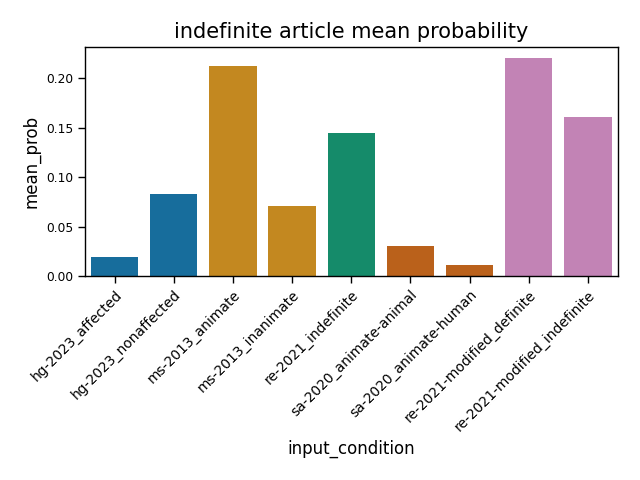 indefinite article mean probability
mean_prob
0.20
0.15
0.10
0.05
0.00
hg-2023_affected
hg-2023_nonaffected
ms-2013_animate
ms-2013_inanimate
re-2021_indefinite
sa-2020_animate-animal
sa-2020_animate-human
re-2021-modified_definite
re-2021-modified_indefinite
input_condition